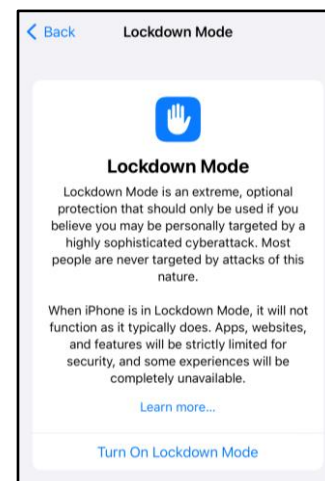 Back
Lockdown Mode
Lockdown Mode
Lockdown Mode is an extreme, optional
protection that should only be used if you
believe you may be personally targeted by a
highly sophisticated cyberattack. Most
people are never targeted by attacks of this
nature.
When iPhone is in Lockdown Mode, it will not
function as it typically does. Apps, websites,
and features will be strictly limited for
security, and some experiences will be
completely unavailable.
Learn more...
Turn On Lockdown Mode